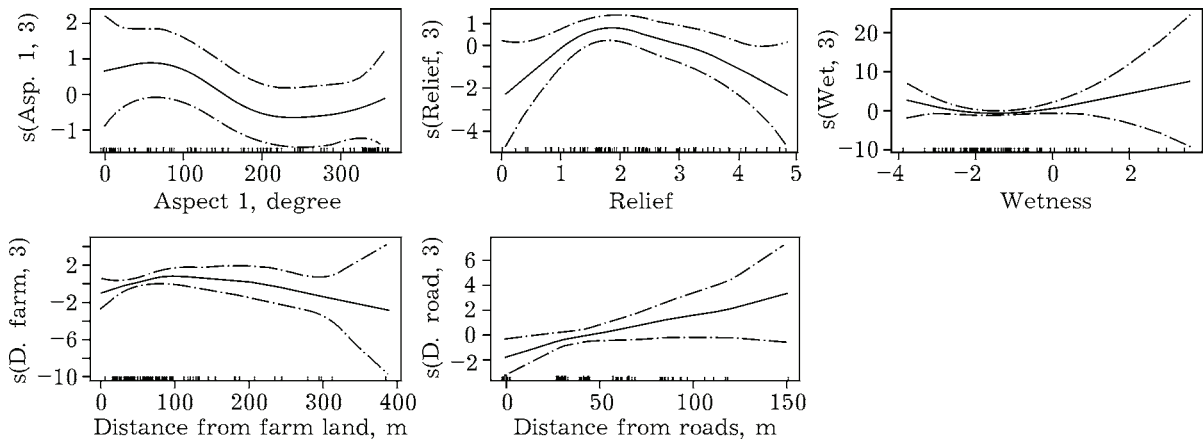 s(Asp. 1, 3)
2
1
0
−1
0 100 200 300
Aspect 1, degree
s(Relief, 3)
1
0
−2
−4
0 1 2 3 4 5
Relief
s(Wet, 3)
20
10
0
−10
−4 −2 0 2
Wetness
s(D. farm, 3)
2
−2
−6
−10
0 100 200 300 400
Distance from farm land, m
s(D. road, 3)
6
4
2
0
−2
0 50 100 150
Distance from roads, m